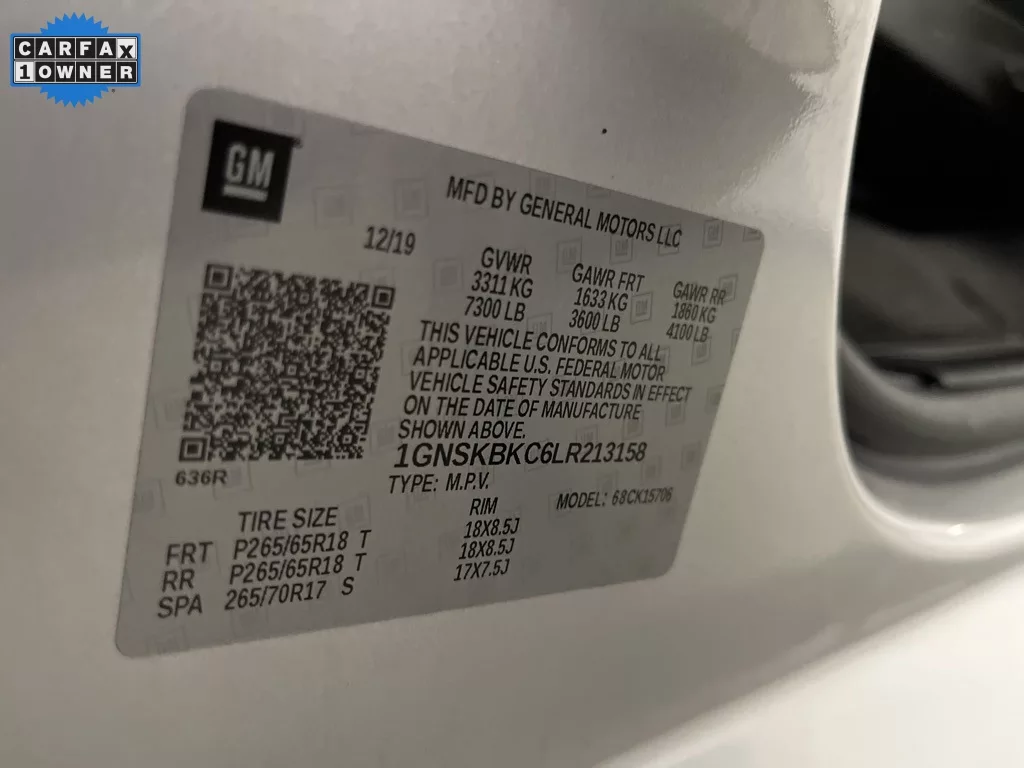 CARFAX
1 OWNER
GM
MFD BY GENERAL MOTORS LLC
12/19
GVWR GAWR FRT GAWR RR
3311 KG 1633 KG 1860 KG
7300 LB 3600 LB 4100 LB
THIS VEHICLE CONFORMS TO ALL
APPLICABLE U.S. FEDERAL MOTOR
VEHICLE SAFETY STANDARDS IN EFFECT
ON THE DATE OF MANUFACTURE
SHOWN ABOVE.
1GNSKBKC6LR213158
636R
TYPE: M.P.V. MODEL: 68CK15706
TIRE SIZE RIM
FRT P265/65R18 T 18X8.5J
RR P265/65R18 T 18X8.5J
SPA 265/70R17 S 17X7.5J